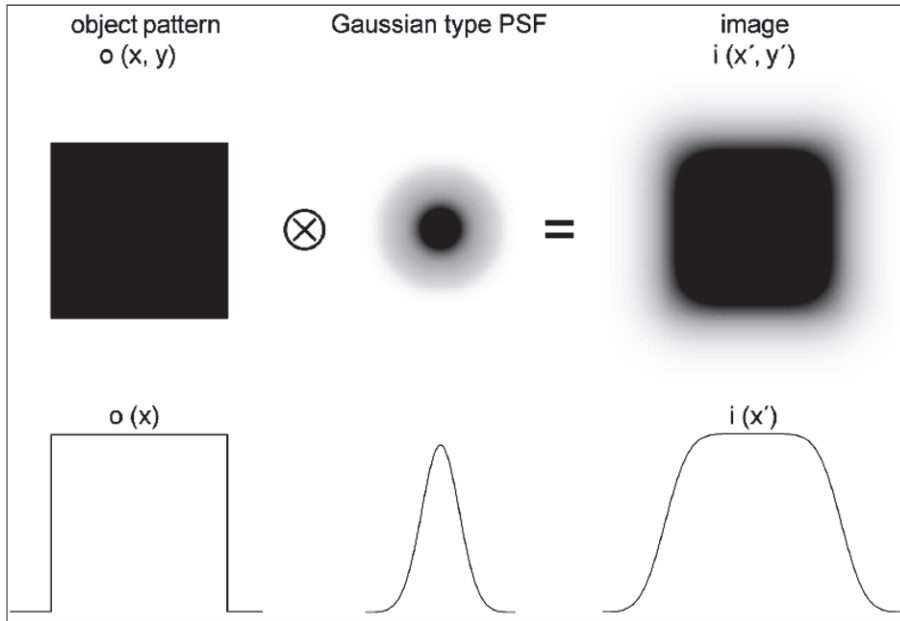 object pattern
o (x, y)
Gaussian type PSF
image
i (x´, y´)
⊗
=
o (x)
i (x´)